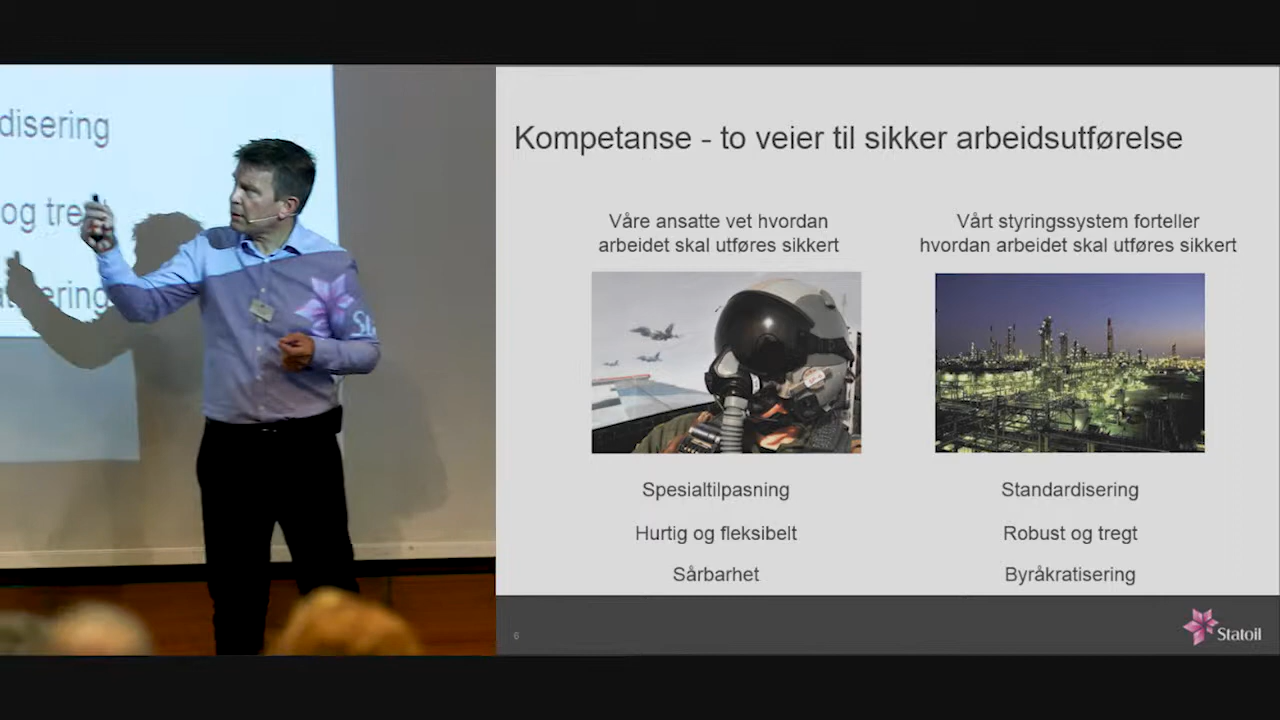 disering
og tre
ering
Kompetanse - to veier til sikker arbeidsutførelse
Våre ansatte vet hvordan
arbeidet skal utføres sikkert
Spesialtilpasning
Hurtig og fleksibelt
Sårbarhet
Vårt styringssystem forteller
hvordan arbeidet skal utføres sikkert
Standardisering
Robust og tregt
Byråkratisering
6
Statoil